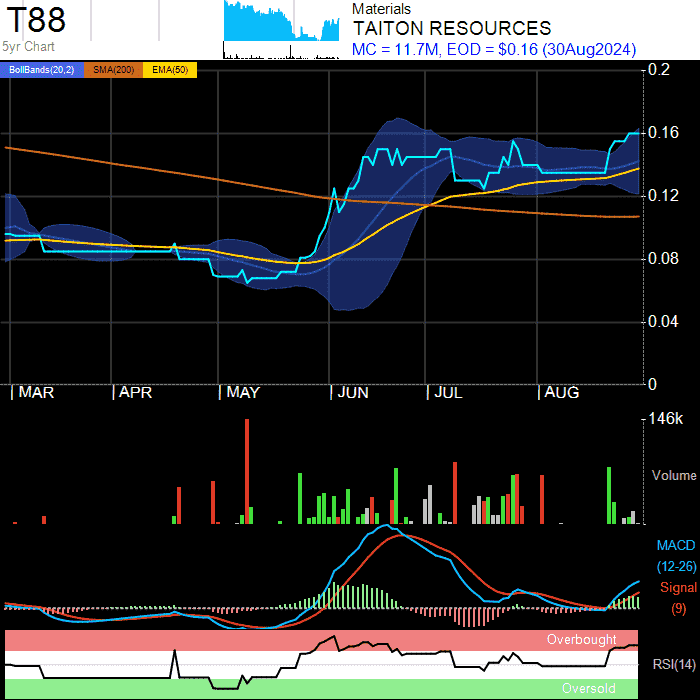 T88
5yr Chart
Materials
TAITON RESOURCES
MC = 11.7M, EOD = $0.16 (30Aug2024)
BollBands(20,2) SMA(200) EMA(50)
0.2
0.16
0.12
0.08
0.04
0
MAR APR MAY JUN JUL AUG
146k
Volume
MACD
(12-26)
Signal
(9)
Overbought
RSI(14)
Oversold